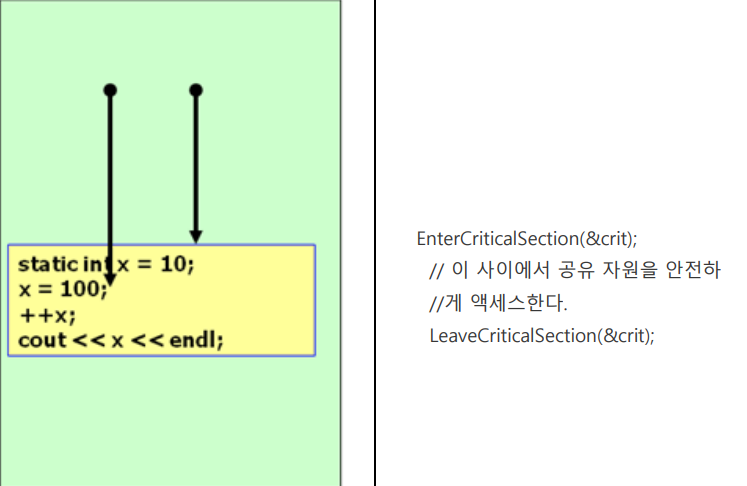 static int x = 10;
x = 100;
++x;
cout << x << endl;
EnterCriticalSection(&crit);
// 이 사이에서 공유 자원을 안전하
//게 액세스한다.
LeaveCriticalSection(&crit);